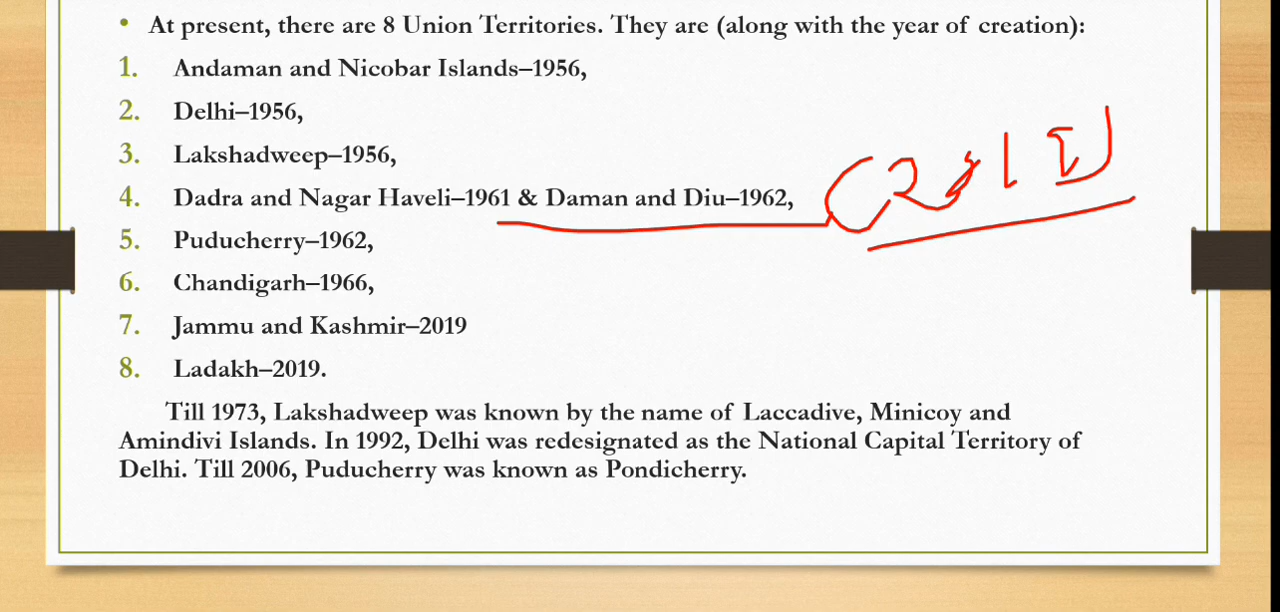 • At present, there are 8 Union Territories. They are (along with the year of creation):
1. Andaman and Nicobar Islands–1956,
2. Delhi–1956,
3. Lakshadweep–1956,
4. Dadra and Nagar Haveli–1961 & Daman and Diu–1962,
5. Puducherry–1962,
6. Chandigarh–1966,
7. Jammu and Kashmir–2019
8. Ladakh–2019.
Till 1973, Lakshadweep was known by the name of Laccadive, Minicoy and
Amindivi Islands. In 1992, Delhi was redesignated as the National Capital Territory of
Delhi. Till 2006, Puducherry was known as Pondicherry.